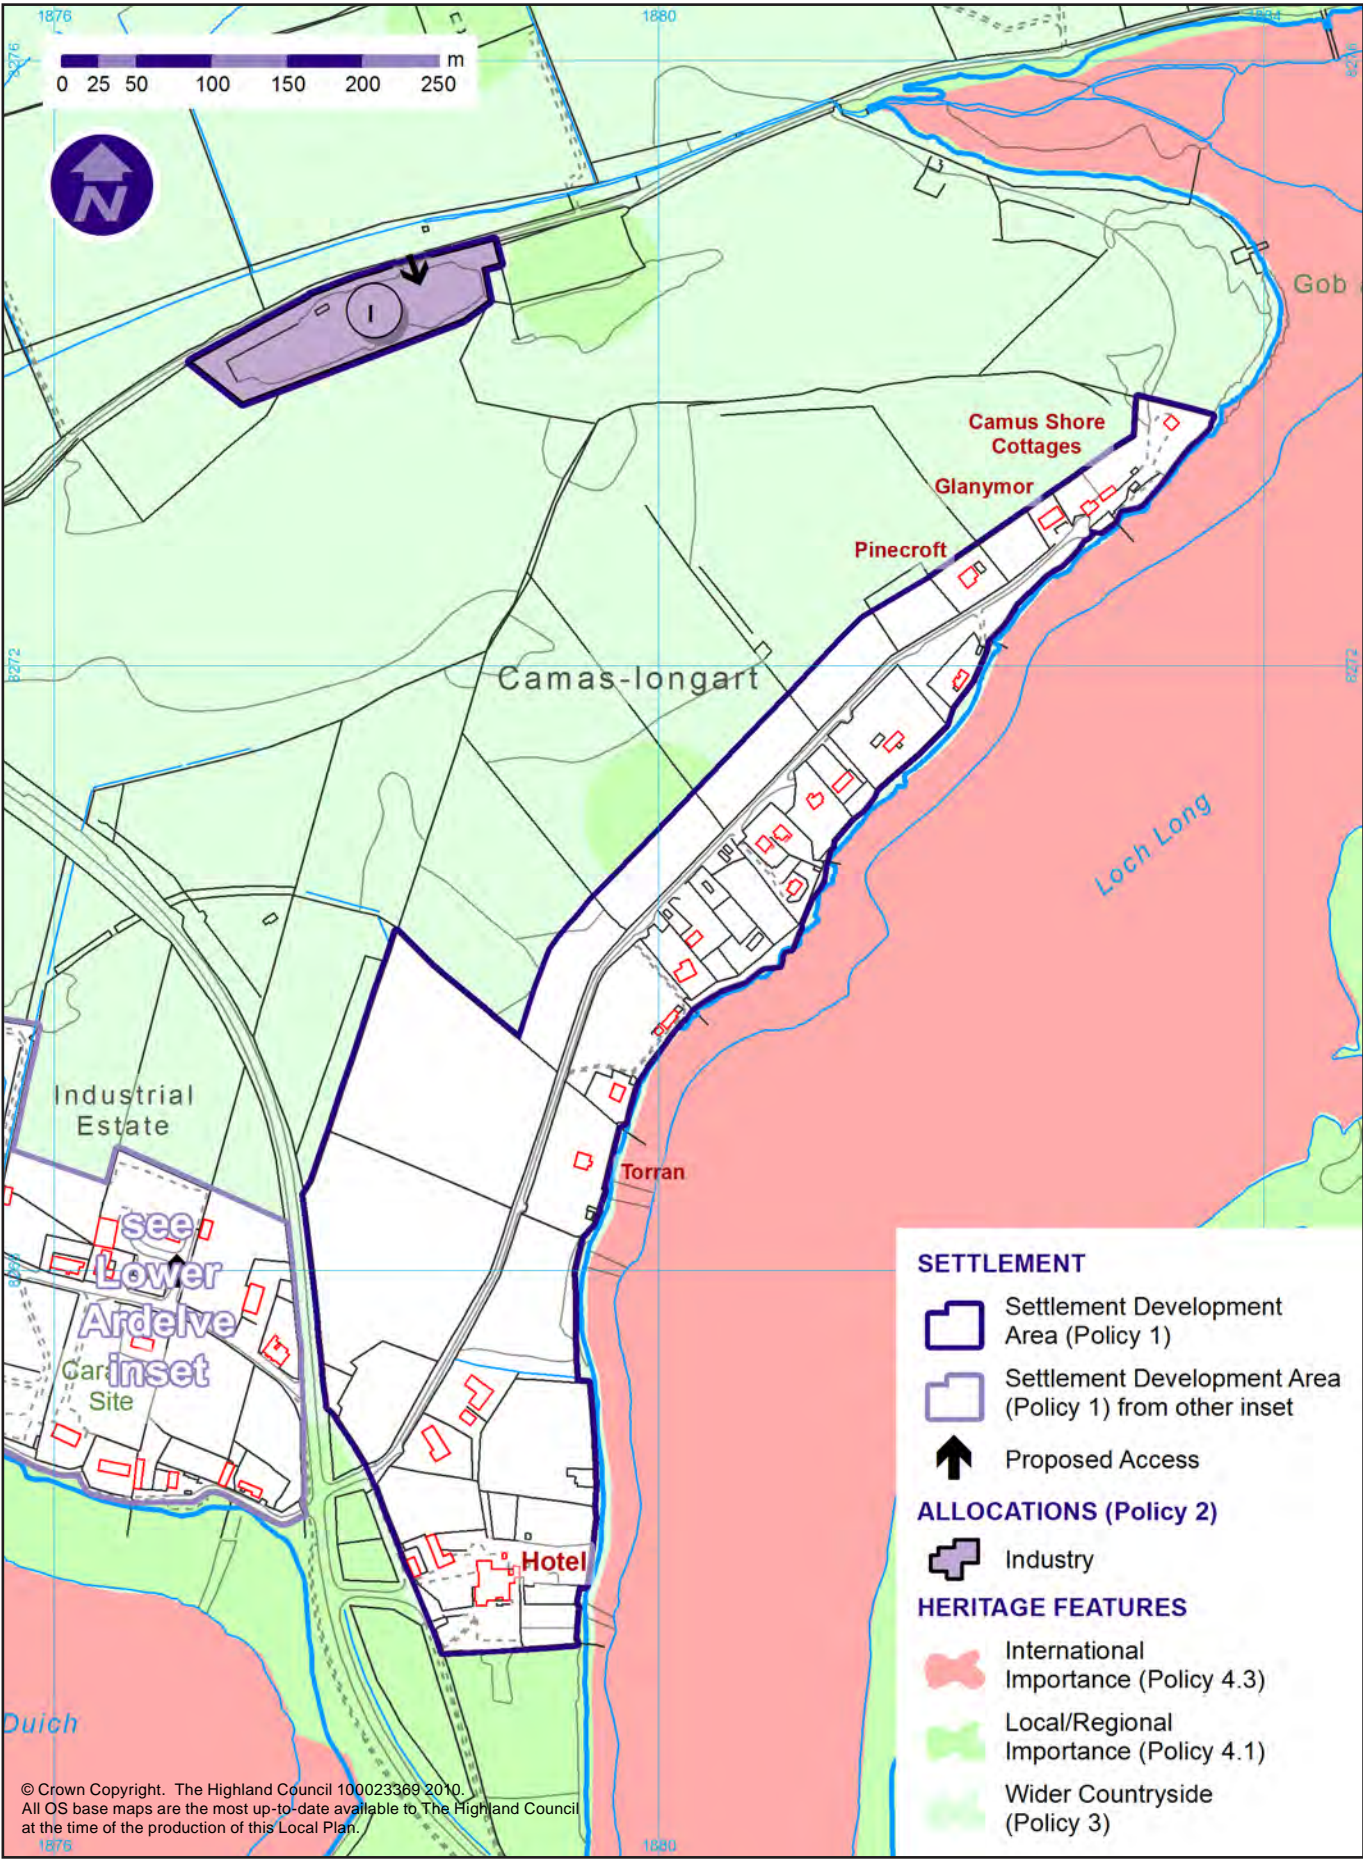 1876
1880
8276
m
0 25 50 100 150 200 250
N
I
Gob
Camus Shore
Cottages
Glanymor
Pinecroft
8272
8272
Camas-longart
Loch Long
Industrial
Estate
Torran
see
Lower
Ardelve
inset
Site
Hotel
Duich
SETTLEMENT
Settlement Development
Area (Policy 1)
Settlement Development Area
(Policy 1) from other inset
Proposed Access
ALLOCATIONS (Policy 2)
Industry
HERITAGE FEATURES
International
Importance (Policy 4.3)
Local/Regional
Importance (Policy 4.1)
Wider Countryside
(Policy 3)
© Crown Copyright. The Highland Council 100023369 2010.
All OS base maps are the most up-to-date available to The Highland Council
at the time of the production of this Local Plan.
1876
1880